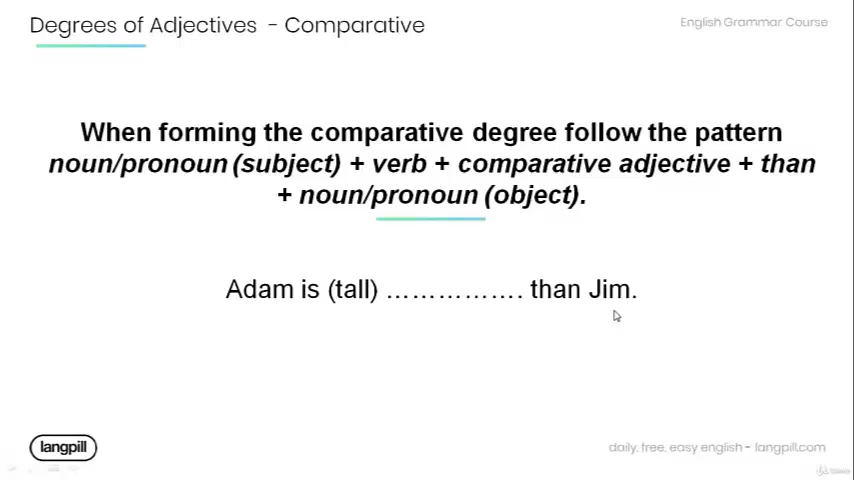 Degrees of Adjectives - Comparative
English Grammar Course
When forming the comparative degree follow the pattern
noun/pronoun (subject) + verb + comparative adjective + than
+ noun/pronoun (object).
Adam is (tall) ……………. than Jim.
langpill
daily, free, easy english - langpill.com